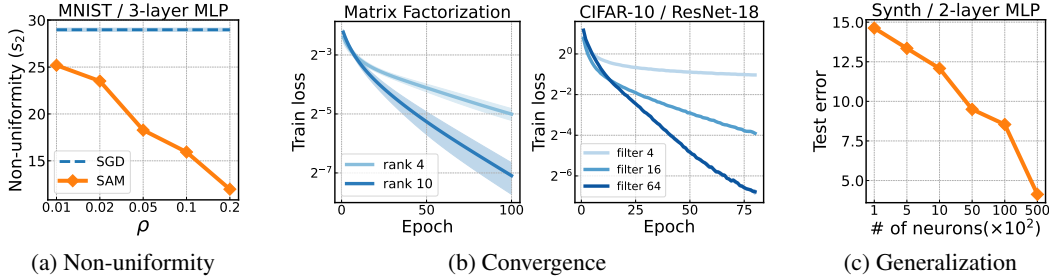 MNIST / 3-layer MLP
Non-uniformity (s₂)
30
25
20
15
SGD
SAM
0.01 0.02 0.05 0.1 0.2
ρ
(a) Non-uniformity
Matrix Factorization
Train loss
2⁻³
2⁻⁵
2⁻⁷
rank 4
rank 10
0 50 100
Epoch
CIFAR-10 / ResNet-18
Train loss
2⁰
2⁻²
2⁻⁴
2⁻⁶
filter 4
filter 16
filter 64
0 25 50 75
Epoch
(b) Convergence
Synth / 2-layer MLP
Test error
15.0
12.5
10.0
7.5
5.0
1 5 10 50 100 500
# of neurons(×10²)
(c) Generalization